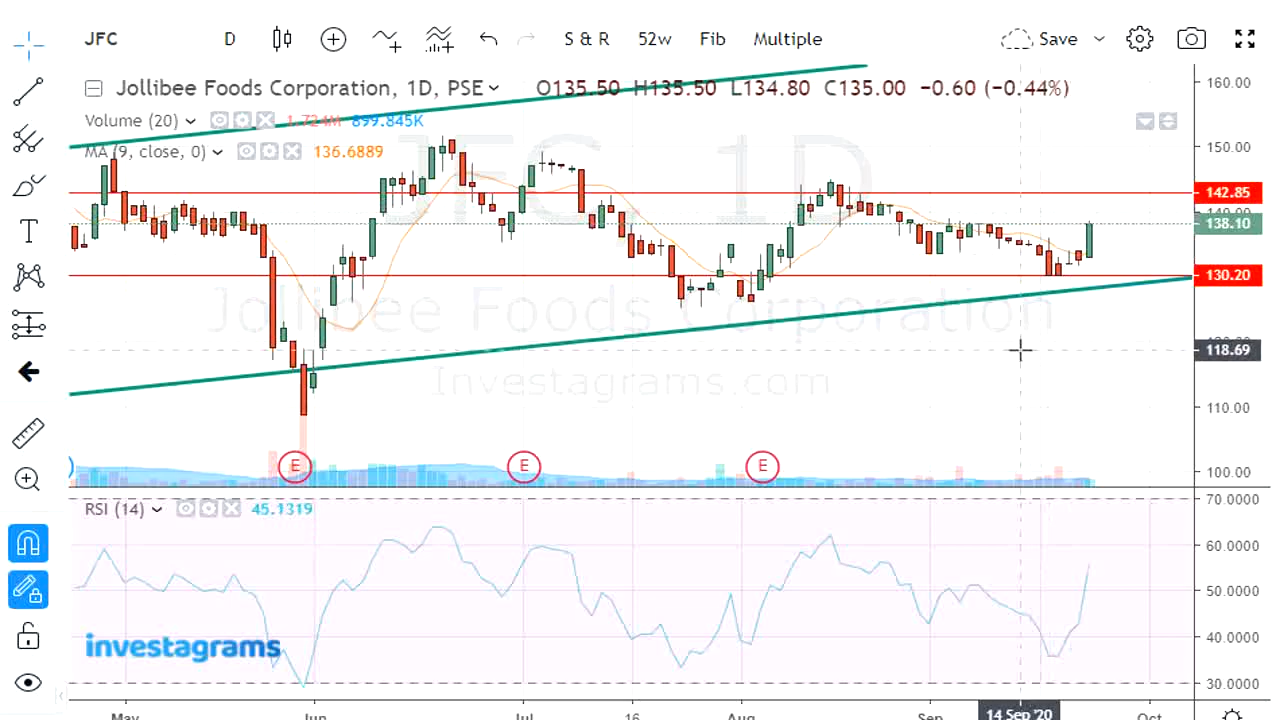 JFC D S & R 52w Fib Multiple Save
Jollibee Foods Corporation, 1D, PSE O135.50 H135.50 L134.80 C135.00 −0.60 (−0.44%)
Volume (20) 1.724M 899.845K
MA (9, close, 0) 136.6889
JFC, 1D
Jollibee Foods Corporation
Investagrams.com
160.00
150.00
142.85
140.00
138.10
130.20
118.69
110.00
100.00
E E E
RSI (14) 45.1319
70.0000
60.0000
50.0000
40.0000
30.0000
investagrams
May Jun Jul 16 Aug Sep 14 Sep '20 Oct